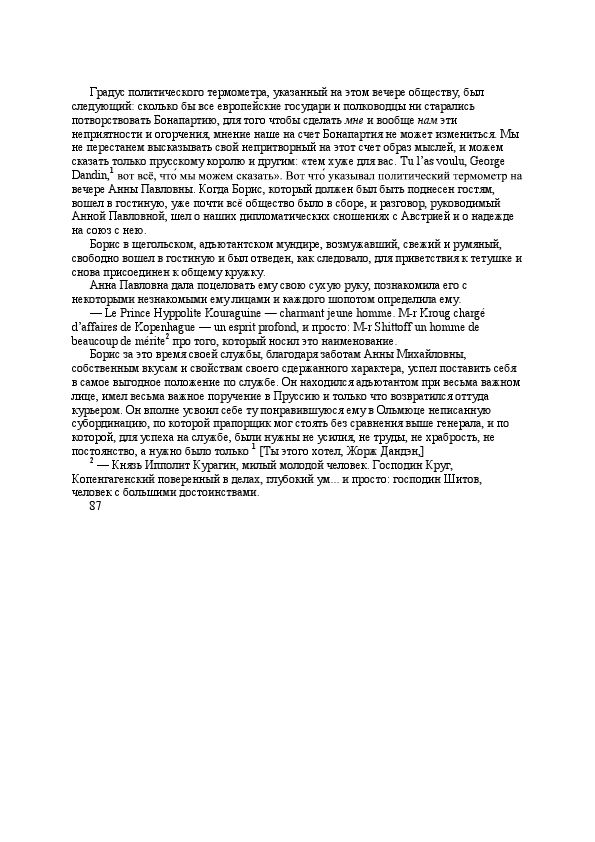 Градус политического термометра, указанный на этом вечере обществу, был
следующий: сколько бы все европейские государи и полководцы ни старались
потворствовать Бонапартию, для того чтобы сделать мне и вообще нам эти
неприятности и огорчения, мнение наше на счет Бонапартия не может измениться. Мы
не перестанем высказывать свой непритворный на этот счет образ мыслей, и можем
сказать только прусскому королю и другим: «тем хуже для вас. Tu l’as voulu, George
Dandin,1 вот всё, что́ мы можем сказать». Вот что́ указывал политический термометр на
вечере Анны Павловны. Когда Борис, который должен был быть поднесен гостям,
вошел в гостиную, уже почти всё общество было в сборе, и разговор, руководимый
Анной Павловной, шел о наших дипломатических сношениях с Австрией и о надежде
на союз с нею.
Борис в щегольском, адъютантском мундире, возмужавший, свежий и румяный,
свободно вошел в гостиную и был отведен, как следовало, для приветствия к тетушке и
снова присоединен к общему кружку.
Анна Павловна дала поцеловать ему свою сухую руку, познакомила его с
некоторыми незнакомыми ему лицами и каждого шопотом определила ему.
— Le Prince Hyppolite Kouraguine — charmant jeune homme. M-r Kroug chargé
d’affaires de Kopenhague — un esprit profond, и просто: M-r Shittoff un homme de
beaucoup de mérite2 про того, который носил это наименование.
Борис за это время своей службы, благодаря заботам Анны Михайловны,
собственным вкусам и свойствам своего сдержанного характера, успел поставить себя
в самое выгодное положение по службе. Он находился адъютантом при весьма важном
лице, имел весьма важное поручение в Пруссию и только что возвратился оттуда
курьером. Он вполне усвоил себе ту понравившуюся ему в Ольмюце неписанную
субординацию, по которой прапорщик мог стоять без сравнения выше генерала, и по
которой, для успеха на службе, были нужны не усилия, не труды, не храбрость, не
постоянство, а нужно было только 1 [Ты этого хотел, Жорж Дандэн,]
2 — Князь Ипполит Курагин, милый молодой человек. Господин Круг,
Копенгагенский поверенный в делах, глубокий ум... и просто: господин Шитов,
человек с большими достоинствами.
87